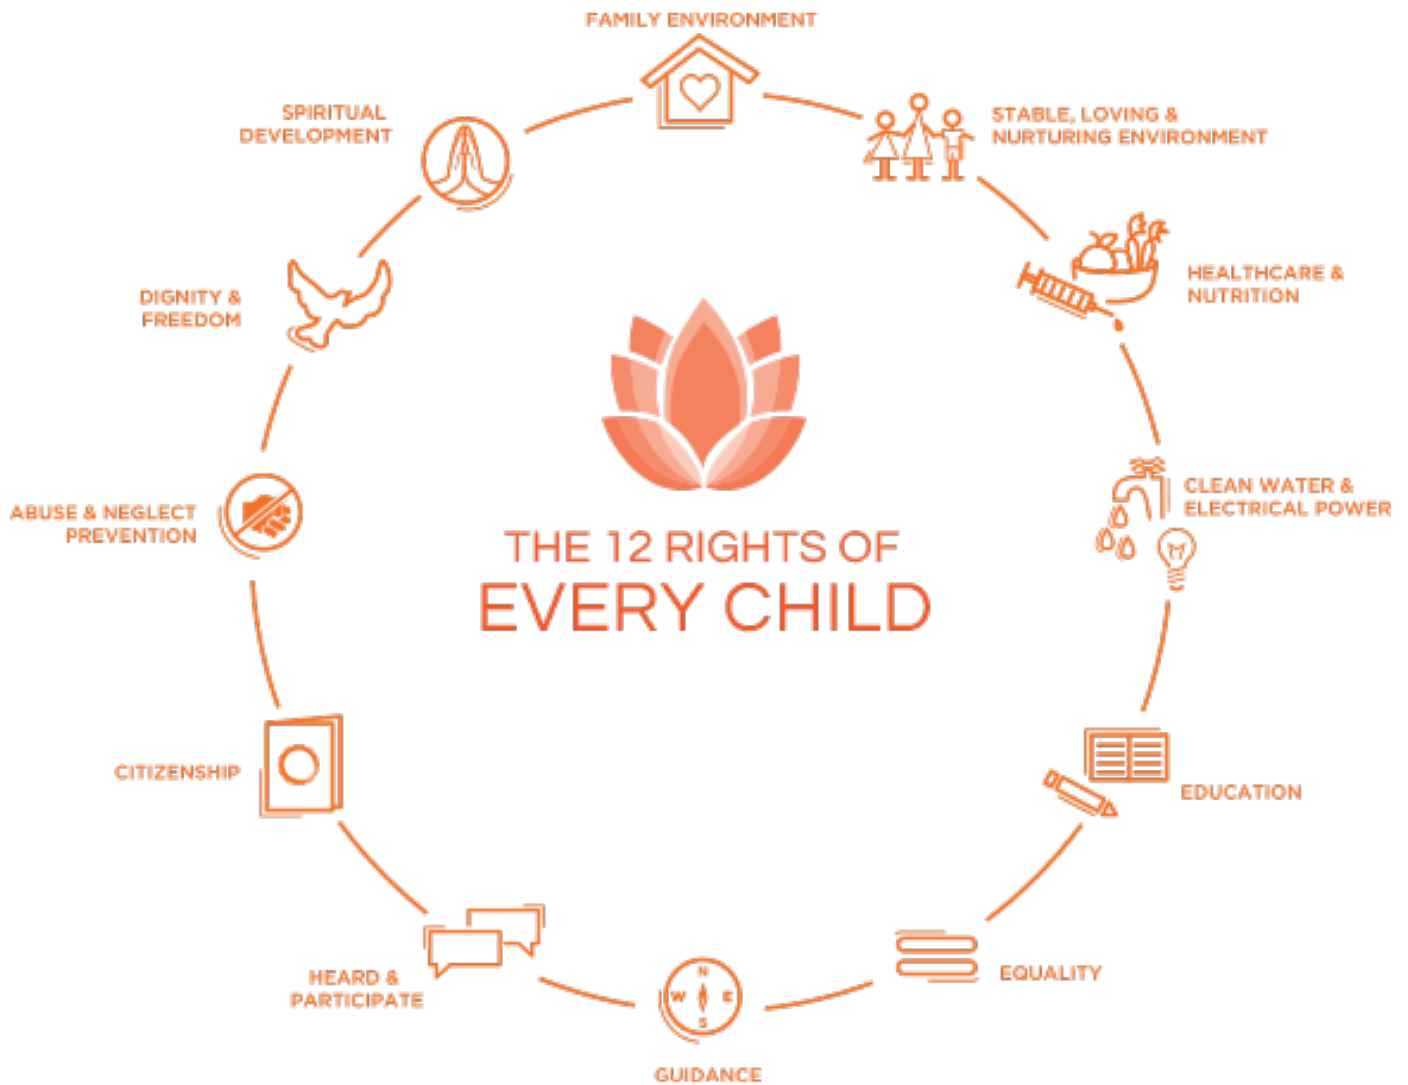 FAMILY ENVIRONMENT
STABLE, LOVING &
NURTURING ENVIRONMENT
HEALTHCARE &
NUTRITION
CLEAN WATER &
ELECTRICAL POWER
EDUCATION
EQUALITY
GUIDANCE
N
W E
S
HEARD &
PARTICIPATE
CITIZENSHIP
ABUSE & NEGLECT
PREVENTION
DIGNITY &
FREEDOM
SPIRITUAL
DEVELOPMENT
THE 12 RIGHTS OF
EVERY CHILD